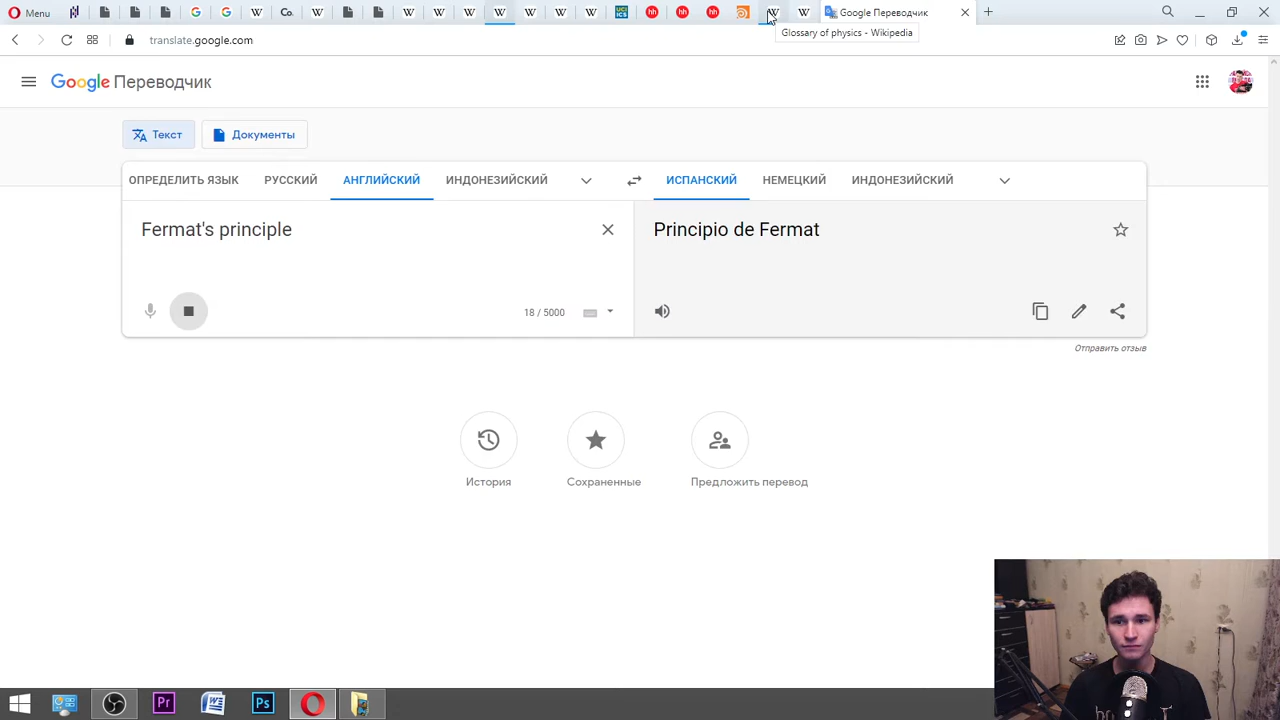 Menu
Co.
Google Переводчик
Glossary of physics - Wikipedia
translate.google.com
Google Переводчик
Текст
Документы
ОПРЕДЕЛИТЬ ЯЗЫК
РУССКИЙ
АНГЛИЙСКИЙ
ИНДОНЕЗИЙСКИЙ
ИСПАНСКИЙ
НЕМЕЦКИЙ
ИНДОНЕЗИЙСКИЙ
Fermat's principle
Principio de Fermat
18 / 5000
Отправить отзыв
История
Сохраненные
Предложить перевод